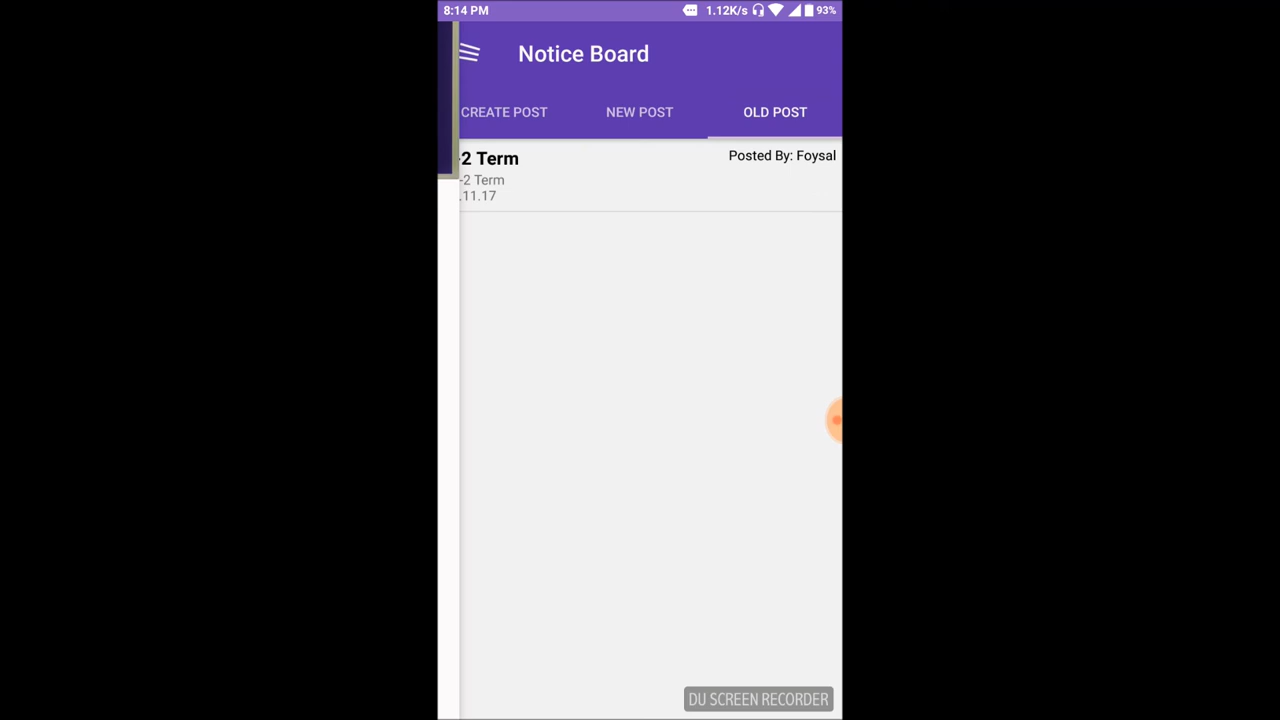 8:14 PM 1.12K/s 93%
Notice Board
CREATE POST NEW POST OLD POST
-2 Term Posted By: Foysal
-2 Term
.11.17
DU SCREEN RECORDER